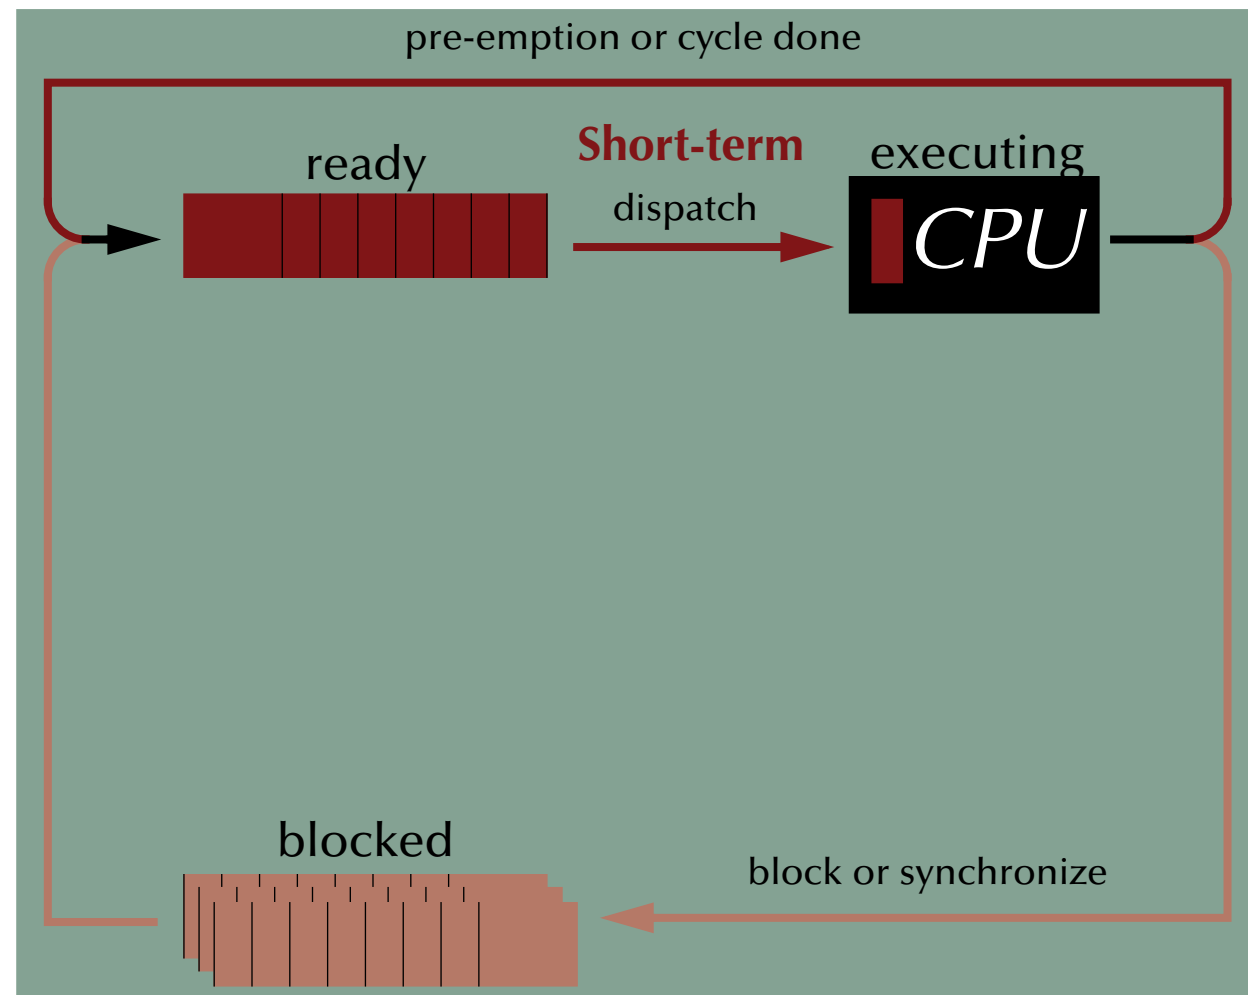 pre-emption or cycle done
ready
Short-term
dispatch
executing
CPU
blocked
block or synchronize